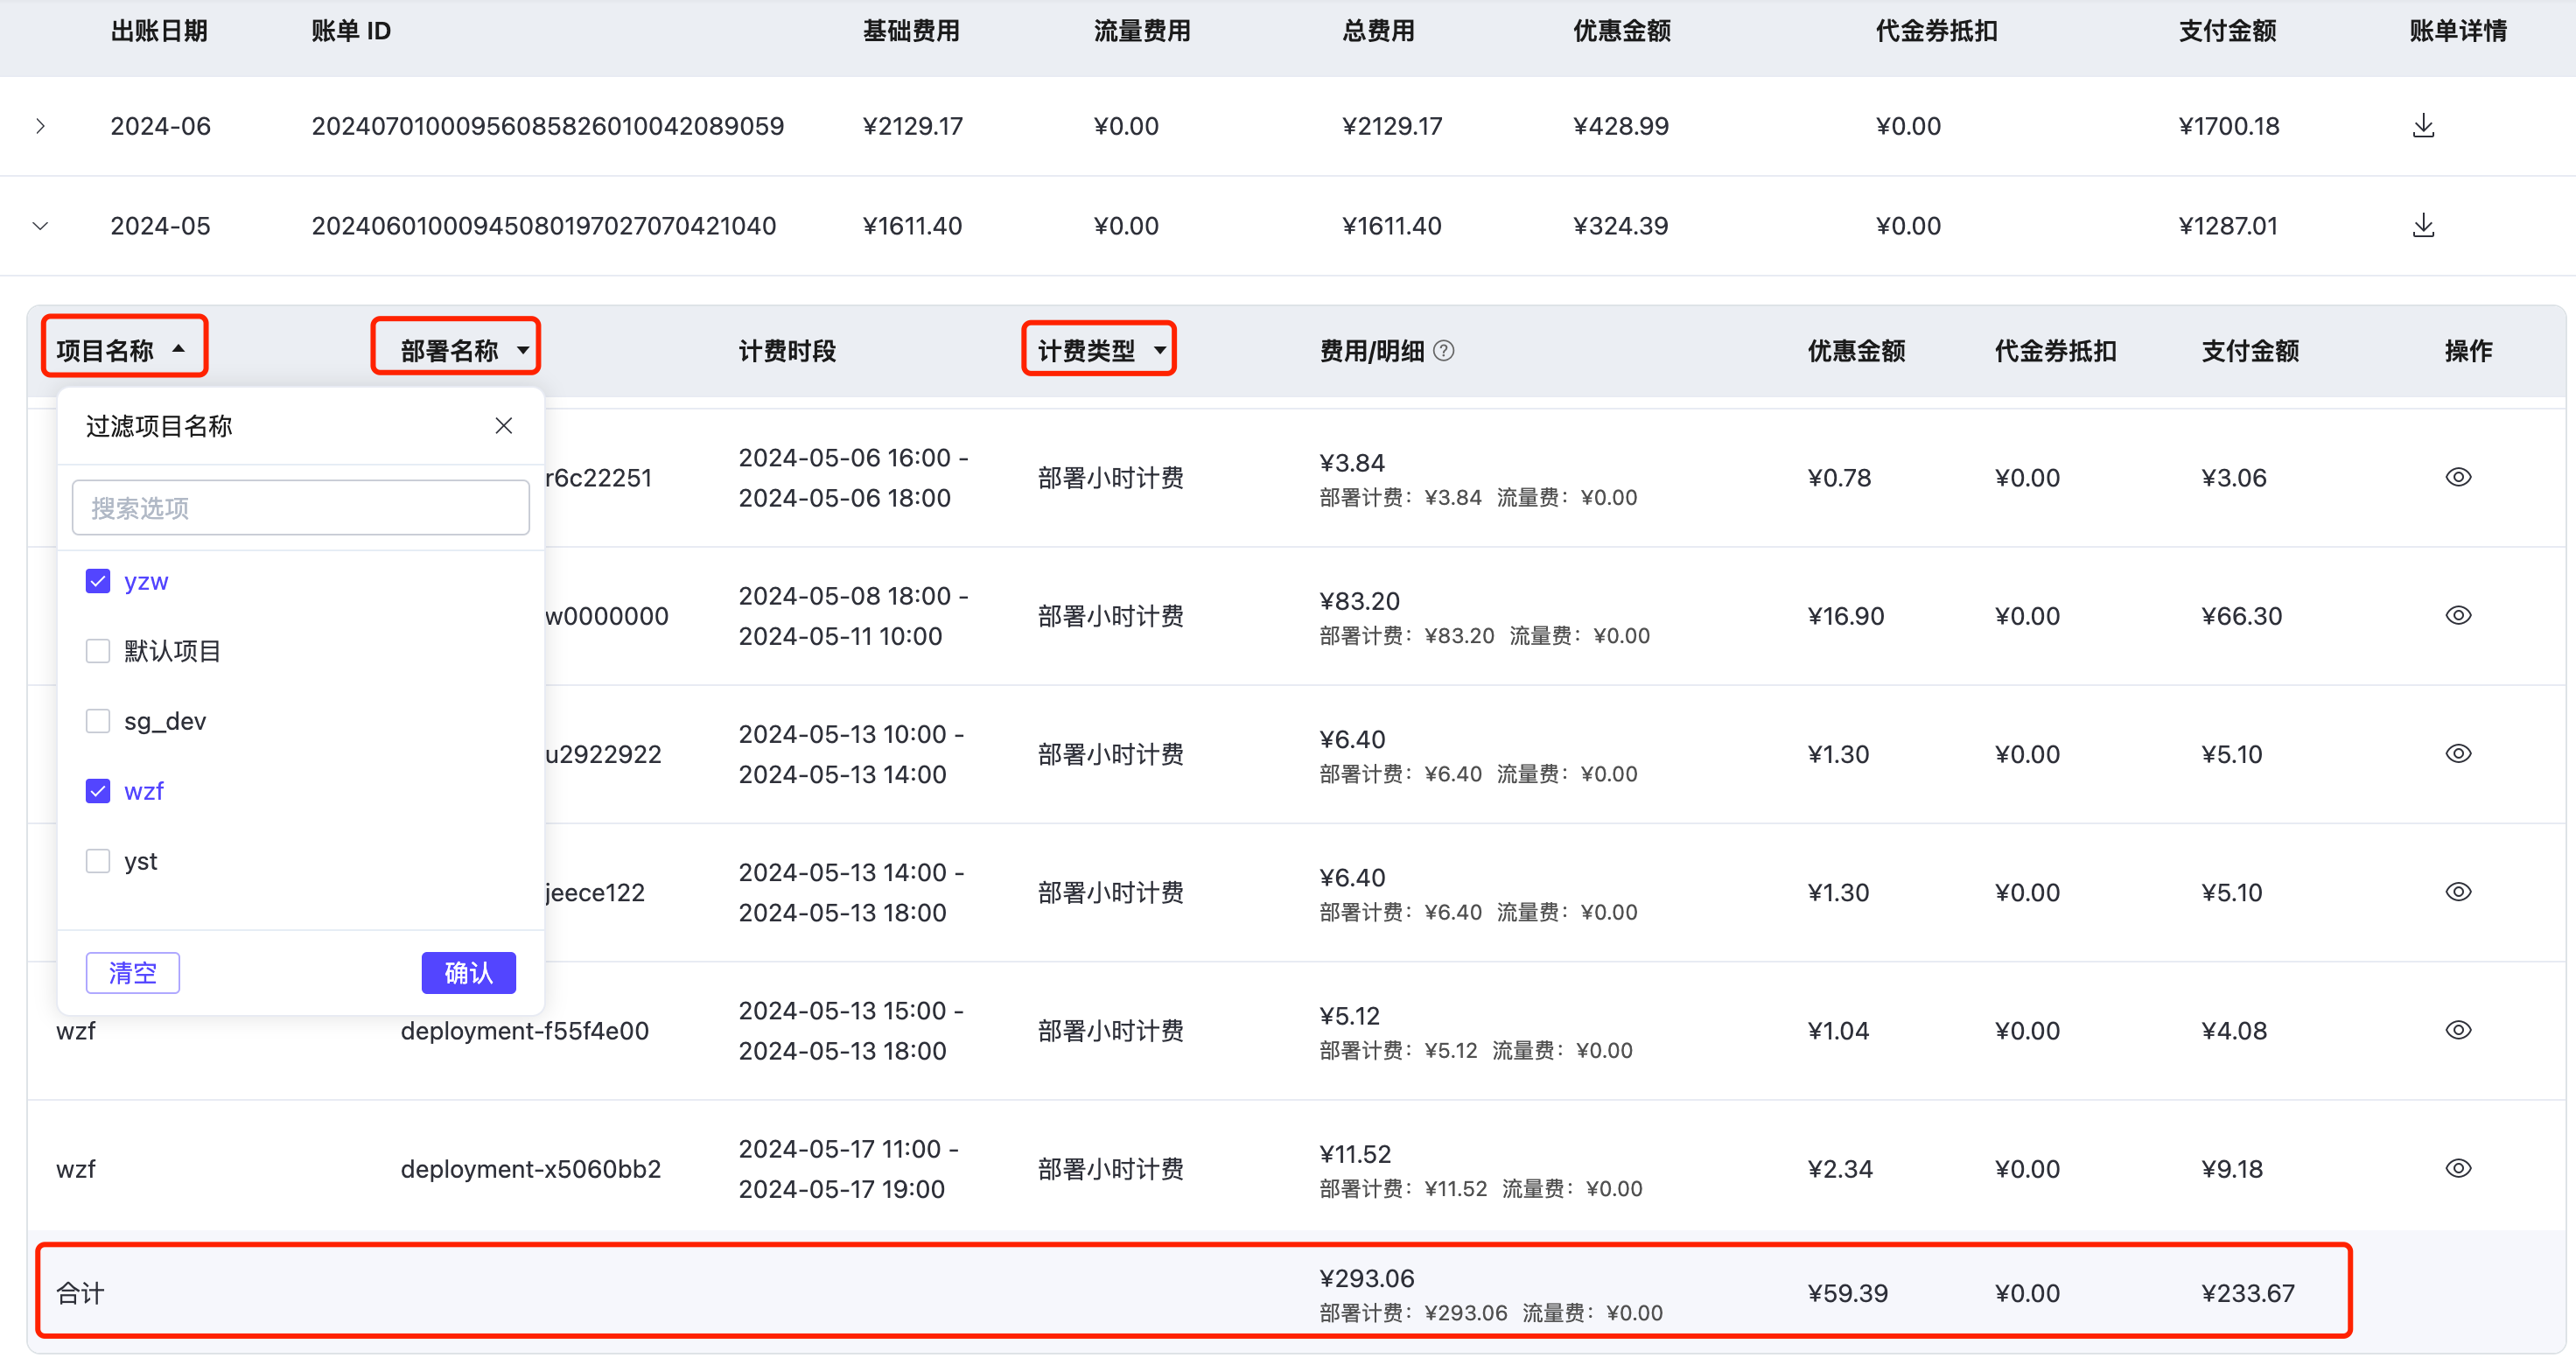 出账日期 账单 ID 基础费用 流量费用 总费用 优惠金额 代金券抵扣 支付金额 账单详情
2024-06 2024070100095608582601004208905​9 ¥2129.17 ¥0.00 ¥2129.17 ¥428.99 ¥0.00 ¥1700.18
2024-05 2024060100094508019702707042104​0 ¥1611.40 ¥0.00 ¥1611.40 ¥324.39 ¥0.00 ¥1287.01
项目名称 部署名称 计费时段 计费类型 费用/明细 优惠金额 代金券抵扣 支付金额 操作
过滤项目名称
搜索选项
yzw
默认项目
sg_dev
wzf
yst
清空 确认
r6c22251 2024-05-06 16:00 - 部署小时计费 ¥3.84 ¥0.78 ¥0.00 ¥3.06
2024-05-06 18:00 部署计费：¥3.84 流量费：¥0.00
w0000000 2024-05-08 18:00 - 部署小时计费 ¥83.20 ¥16.90 ¥0.00 ¥66.30
2024-05-11 10:00 部署计费：¥83.20 流量费：¥0.00
u2922922 2024-05-13 10:00 - 部署小时计费 ¥6.40 ¥1.30 ¥0.00 ¥5.10
2024-05-13 14:00 部署计费：¥6.40 流量费：¥0.00
jeece122 2024-05-13 14:00 - 部署小时计费 ¥6.40 ¥1.30 ¥0.00 ¥5.10
2024-05-13 18:00 部署计费：¥6.40 流量费：¥0.00
wzf deployment-f55f4e00 2024-05-13 15:00 - 部署小时计费 ¥5.12 ¥1.04 ¥0.00 ¥4.08
2024-05-13 18:00 部署计费：¥5.12 流量费：¥0.00
wzf deployment-x5060bb2 2024-05-17 11:00 - 部署小时计费 ¥11.52 ¥2.34 ¥0.00 ¥9.18
2024-05-17 19:00 部署计费：¥11.52 流量费：¥0.00
合计 ¥293.06 ¥59.39 ¥0.00 ¥233.67
部署计费：¥293.06 流量费：¥0.00